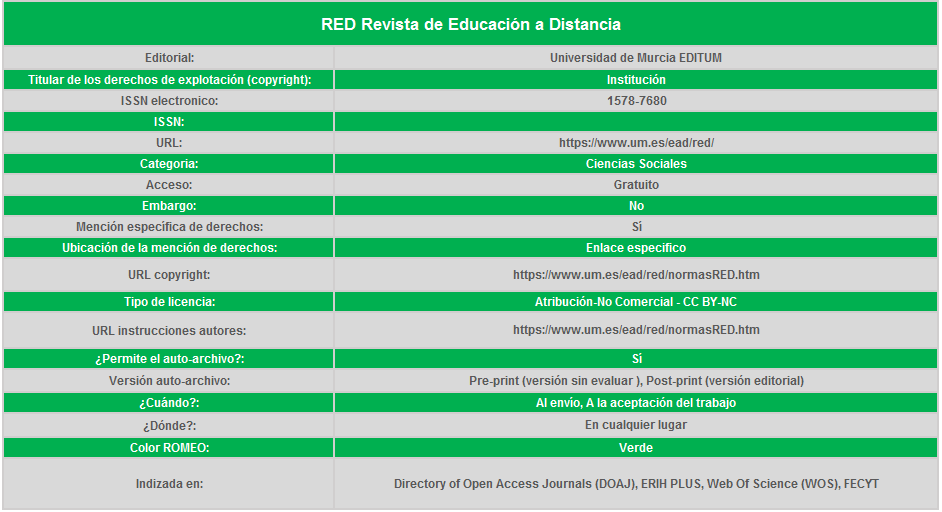 RED Revista de Educación a Distancia
Editorial: Universidad de Murcia EDITUM
Titular de los derechos de explotación (copyright): Institución
ISSN electronico: 1578-7680
ISSN:
URL: https://www.um.es/ead/red/
Categoria: Ciencias Sociales
Acceso: Gratuito
Embargo: No
Mención especifica de derechos: Sí
Ubicación de la mención de derechos: Enlace especifico
URL copyright: https://www.um.es/ead/red/normasRED.htm
Tipo de licencia: Atribución-No Comercial - CC BY-NC
URL instrucciones autores: https://www.um.es/ead/red/normasRED.htm
¿Permite el auto-archivo?: Sí
Versión auto-archivo: Pre-print (versión sin evaluar ), Post-print (versión editorial)
¿Cuándo?: Al envío, A la aceptación del trabajo
¿Dónde?: En cualquier lugar
Color ROMEO: Verde
Indizada en: Directory of Open Access Journals (DOAJ), ERIH PLUS, Web Of Science (WOS), FECYT